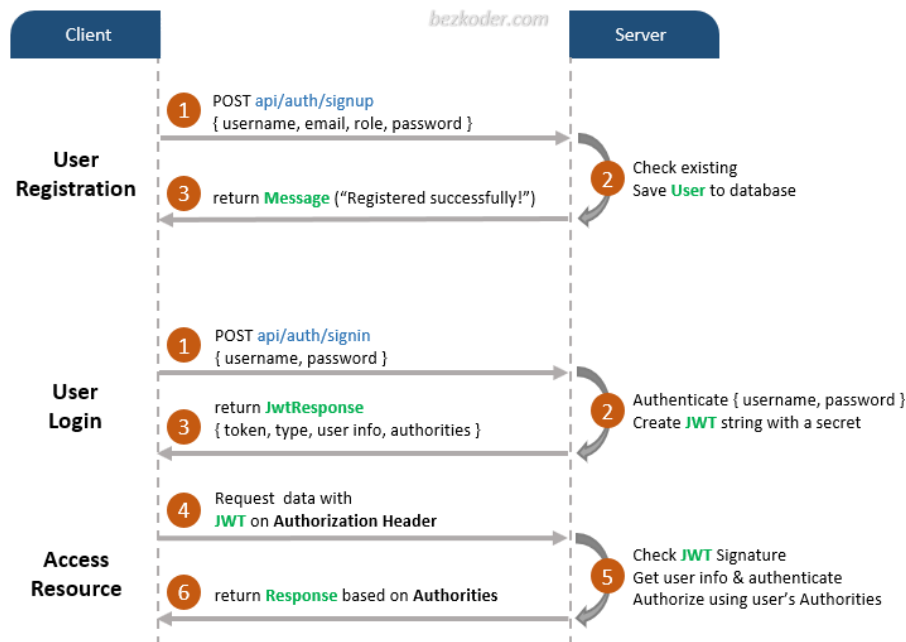 bezkoder.com
Client
Server
User
Registration
1
POST api/auth/signup
{ username, email, role, password }
2
Check existing
Save User to database
3
return Message (“Registered successfully!”)
User
Login
1
POST api/auth/signin
{ username, password }
2
Authenticate { username, password }
Create JWT string with a secret
3
return JwtResponse
{ token, type, user info, authorities }
Access
Resource
4
Request data with
JWT on Authorization Header
5
Check JWT Signature
Get user info & authenticate
Authorize using user’s Authorities
6
return Response based on Authorities